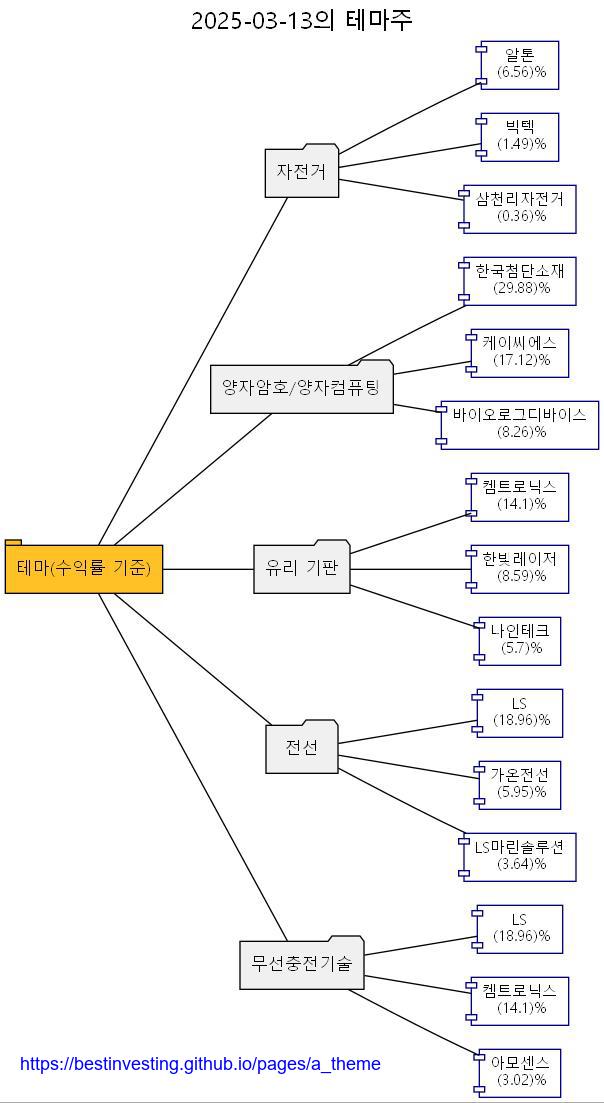 2025-03-13의 테마주
알톤
(6.56)%
빅텍
(1.49)%
자전거
삼천리자전거
(0.36)%
한국첨단소재
(29.88)%
케이씨에스
(17.12)%
양자암호/양자컴퓨팅
바이오로그디바이스
(8.26)%
켐트로닉스
(14.1)%
테마(수익률 기준)
유리 기판
한빛레이저
(8.59)%
나인테크
(5.7)%
LS
(18.96)%
전선
가온전선
(5.95)%
LS마린솔루션
(3.64)%
LS
(18.96)%
무선충전기술
켐트로닉스
(14.1)%
아모센스
(3.02)%
https://bestinvesting.github.io/pages/a_theme